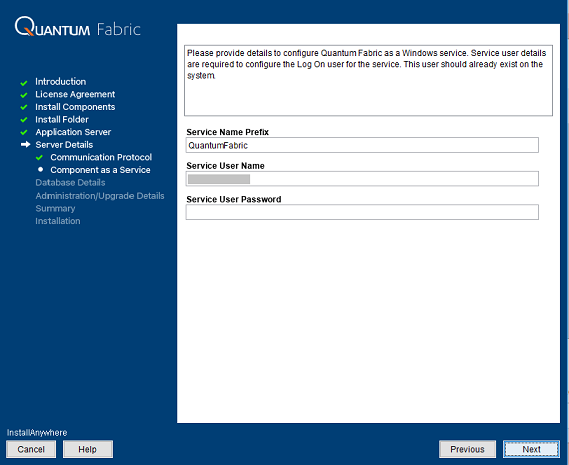 QUANTUM Fabric
Introduction
License Agreement
Install Components
Install Folder
Application Server
Server Details
Communication Protocol
Component as a Service
Database Details
Administration/Upgrade Details
Summary
Installation
Please provide details to configure Quantum Fabric as a Windows service. Service user details
are required to configure the Log On user for the service. This user should already exist on the
system.
Service Name Prefix
QuantumFabric
Service User Name
Service User Password
InstallAnywhere
Cancel
Help
Previous
Next